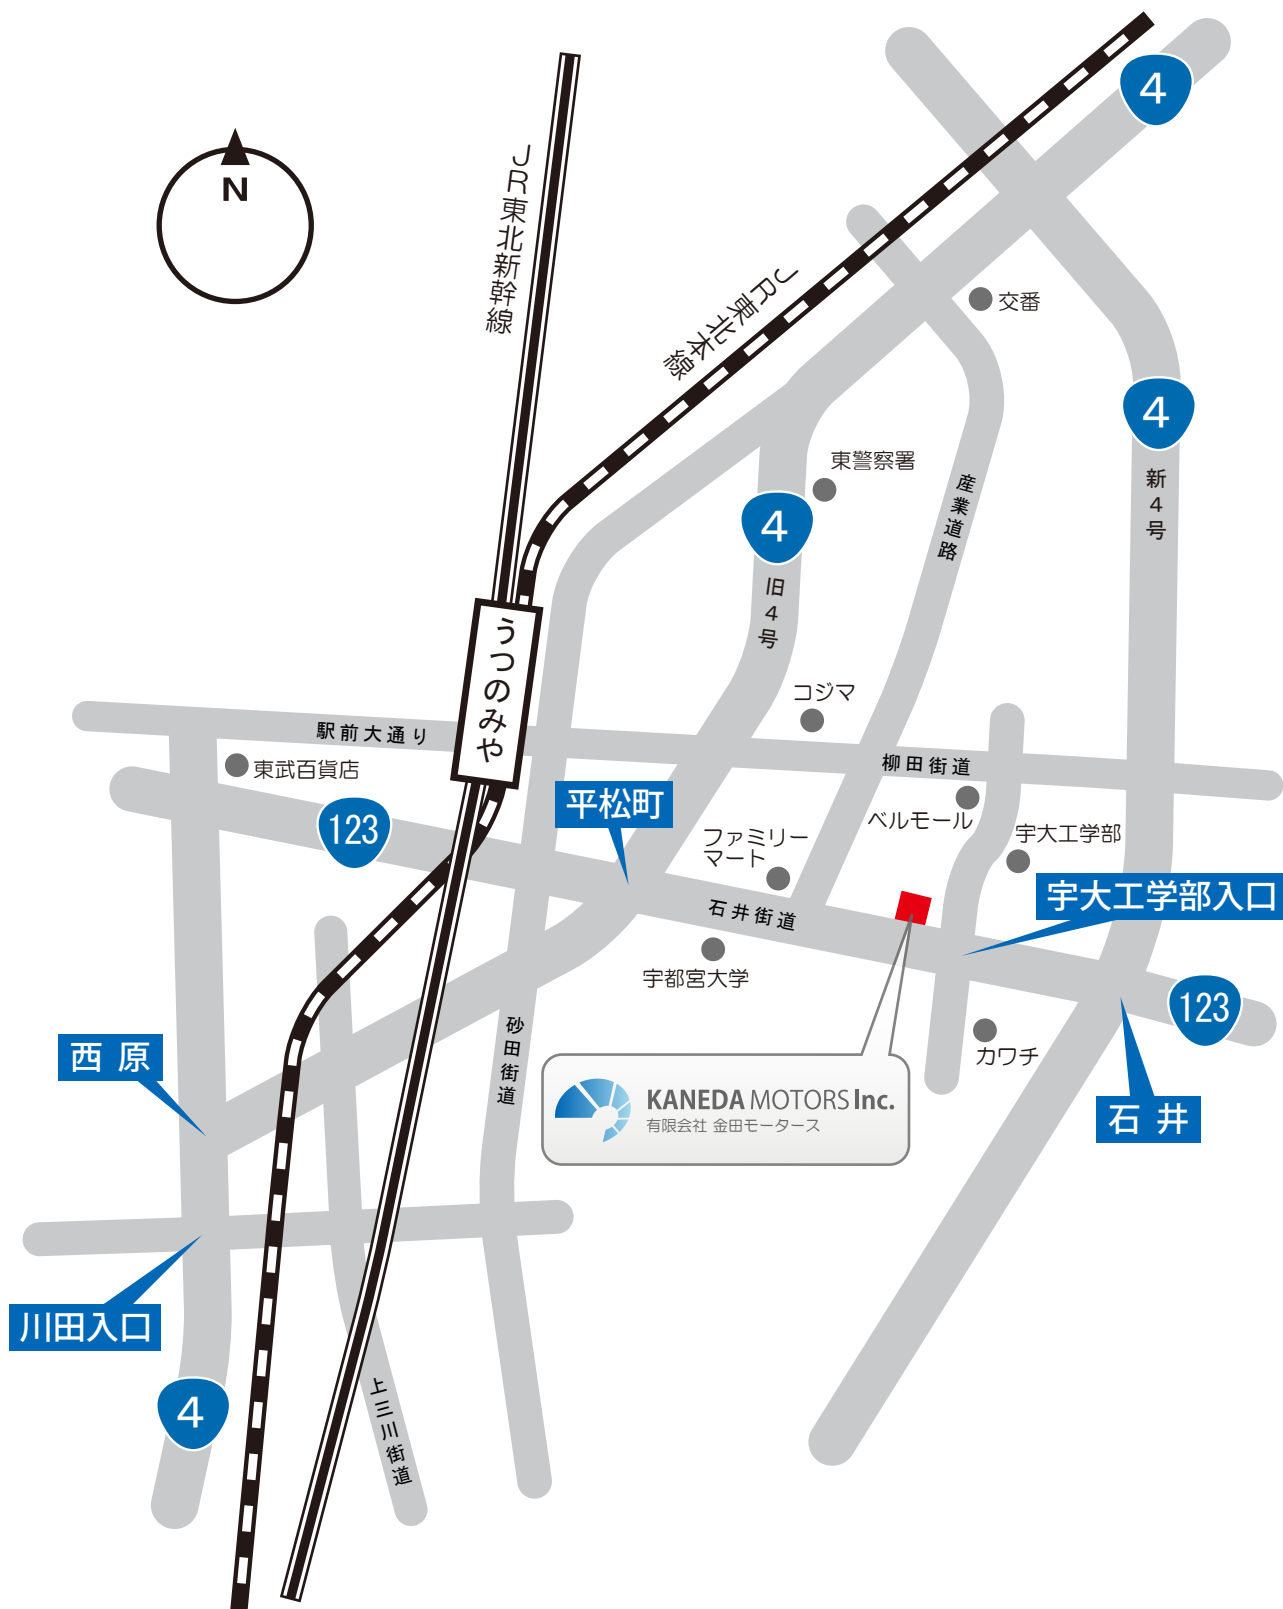 4
N
JR東北新幹線
JR東北本線
交番
4
東警察署
産業道路
新4号
4
旧4号
うつのみや
コジマ
駅前大通り
柳田街道
東武百貨店
平松町
ベルモール
123
ファミリー
マート
宇大工学部
宇大工学部入口
石井街道
宇都宮大学
123
砂田街道
西原
カワチ
KANEDA MOTORS Inc.
有限会社 金田モータース
石井
川田入口
4
上三川街道